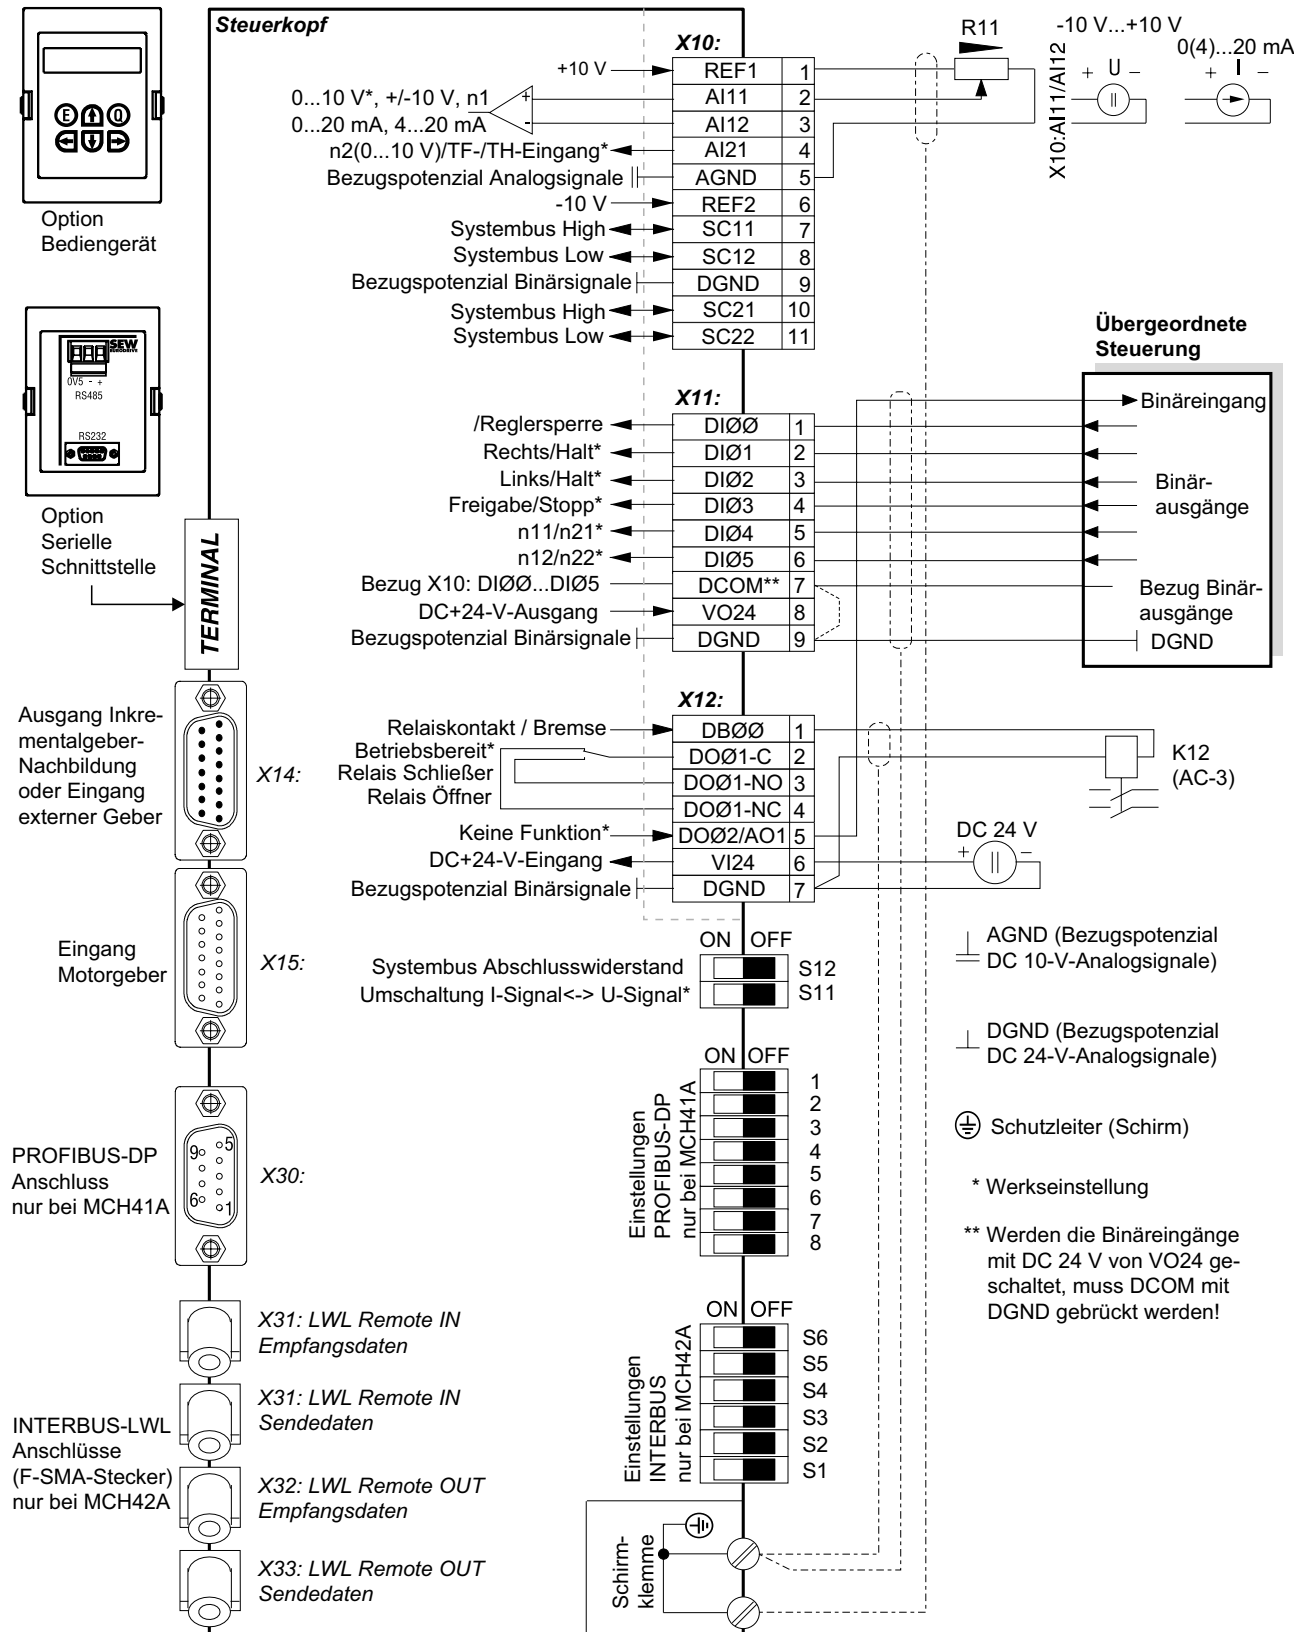 Steuerkopf
Option
Bediengerät
SEW
EURODRIVE
0V5 - +
RS485
RS232
Option
Serielle
Schnittstelle
TERMINAL
E
Q
X10:
+10 V REF1 1
0...10 V*, +/-10 V, n1 + AI11 2
0...20 mA, 4...20 mA - AI12 3
n2(0...10 V)/TF-/TH-Eingang* AI21 4
Bezugspotenzial Analogsignale AGND 5
-10 V REF2 6
Systembus High SC11 7
Systembus Low SC12 8
Bezugspotenzial Binärsignale DGND 9
Systembus High SC21 10
Systembus Low SC22 11
R11
X10:AI11/AI12
-10 V...+10 V
+ U -
0(4)...20 mA
+ I -
X11:
/Reglersperre DIØØ 1
Rechts/Halt* DIØ1 2
Links/Halt* DIØ2 3
Freigabe/Stopp* DIØ3 4
n11/n21* DIØ4 5
n12/n22* DIØ5 6
Bezug X10: DIØØ...DIØ5 DCOM** 7
DC+24-V-Ausgang VO24 8
Bezugspotenzial Binärsignale DGND 9
Übergeordnete
Steuerung
Binäreingang
Binär-
ausgänge
Bezug Binär-
ausgänge
DGND
X12:
Relaiskontakt / Bremse DBØØ 1
Betriebsbereit* DOØ1-C 2
Relais Schließer DOØ1-NO 3
Relais Öffner DOØ1-NC 4
Keine Funktion* DOØ2/AO1 5
DC+24-V-Eingang VI24 6
Bezugspotenzial Binärsignale DGND 7
K12
(AC-3)
DC 24 V
+ -
Ausgang Inkre-
mentalgeber-
Nachbildung
oder Eingang
externer Geber
X14:
Eingang
Motorgeber
X15:
PROFIBUS-DP
Anschluss
nur bei MCH41A
9 5
6 1
X30:
INTERBUS-LWL
Anschlüsse
(F-SMA-Stecker)
nur bei MCH42A
X31: LWL Remote IN
Empfangsdaten
X31: LWL Remote IN
Sendedaten
X32: LWL Remote OUT
Empfangsdaten
X33: LWL Remote OUT
Sendedaten
ON OFF
Systembus Abschlusswiderstand S12
Umschaltung I-Signal<-> U-Signal* S11
Einstellungen
PROFIBUS-DP
nur bei MCH41A
ON OFF
1
2
3
4
5
6
7
8
Einstellungen
INTERBUS
nur bei MCH42A
ON OFF
S6
S5
S4
S3
S2
S1
Schirm-
klemme
AGND (Bezugspotenzial
DC 10-V-Analogsignale)
DGND (Bezugspotenzial
DC 24-V-Analogsignale)
Schutzleiter (Schirm)
* Werkseinstellung
** Werden die Binäreingänge
mit DC 24 V von VO24 ge-
schaltet, muss DCOM mit
DGND gebrückt werden!